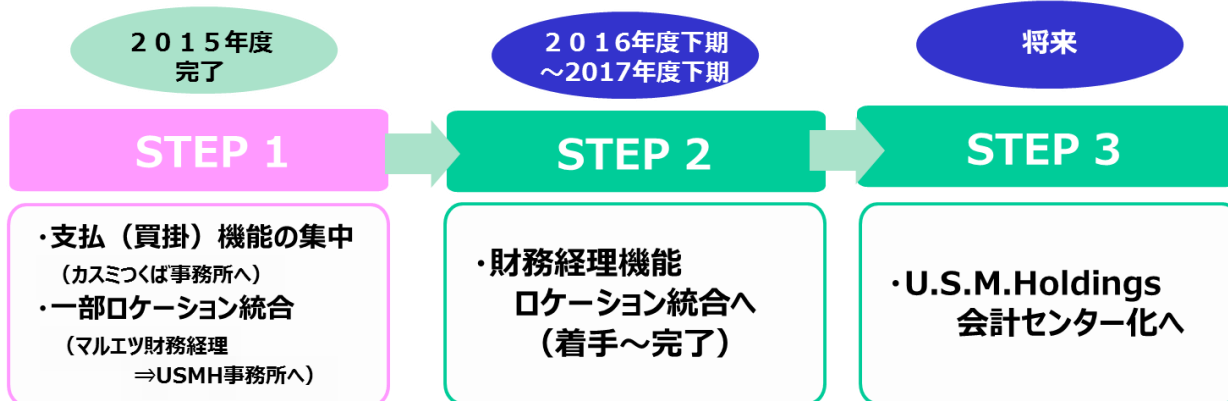 ２０１５年度
完了
２０１６年度下期
～2017年度下期
将来
STEP 1
STEP 2
STEP 3
・支払（買掛）機能の集中
（カスミつくば事務所へ）
・一部ロケーション統合
（マルエツ財務経理
⇒USMH事務所へ）
・財務経理機能
ロケーション統合へ
（着手～完了）
・U.S.M.Holdings
会計センター化へ